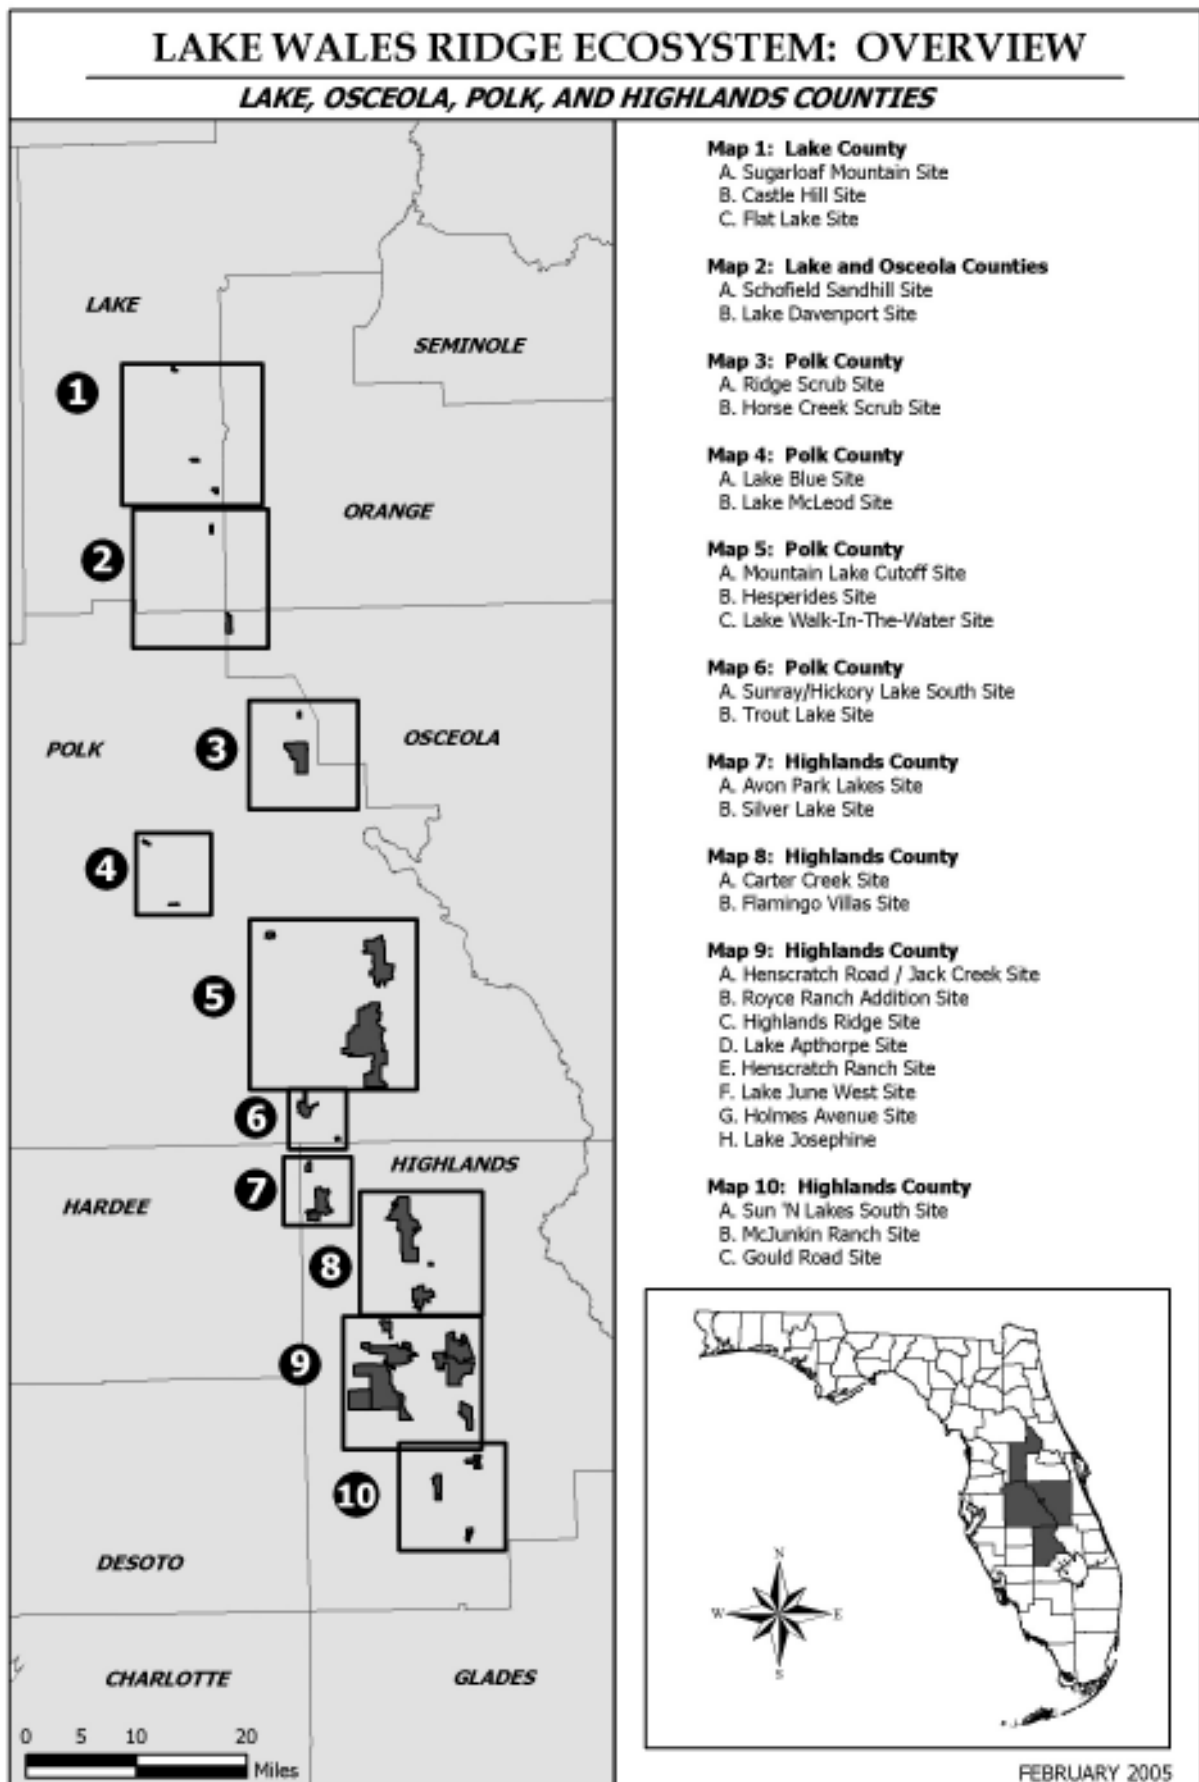 LAKE WALES RIDGE ECOSYSTEM: OVERVIEW
LAKE, OSCEOLA, POLK, AND HIGHLANDS COUNTIES
Map 1: Lake County
A. Sugarloaf Mountain Site
B. Castle Hill Site
C. Flat Lake Site
Map 2: Lake and Osceola Counties
A. Schofield Sandhill Site
B. Lake Davenport Site
Map 3: Polk County
A. Ridge Scrub Site
B. Horse Creek Scrub Site
Map 4: Polk County
A. Lake Blue Site
B. Lake McLeod Site
Map 5: Polk County
A. Mountain Lake Cutoff Site
B. Hesperides Site
C. Lake Walk-In-The-Water Site
Map 6: Polk County
A. Sunray/Hickory Lake South Site
B. Trout Lake Site
Map 7: Highlands County
A. Avon Park Lakes Site
B. Silver Lake Site
Map 8: Highlands County
A. Carter Creek Site
B. Flamingo Villas Site
Map 9: Highlands County
A. Henscratch Road / Jack Creek Site
B. Royce Ranch Addition Site
C. Highlands Ridge Site
D. Lake Apthorpe Site
E. Henscratch Ranch Site
F. Lake June West Site
G. Holmes Avenue Site
H. Lake Josephine
Map 10: Highlands County
A. Sun 'N Lakes South Site
B. McJunkin Ranch Site
C. Gould Road Site
LAKE
SEMINOLE
1
ORANGE
2
POLK
3
OSCEOLA
4
5
6
HIGHLANDS
7
HARDEE
8
9
10
DESOTO
CHARLOTTE
GLADES
0 5 10 20
Miles
N
W E
S
FEBRUARY 2005